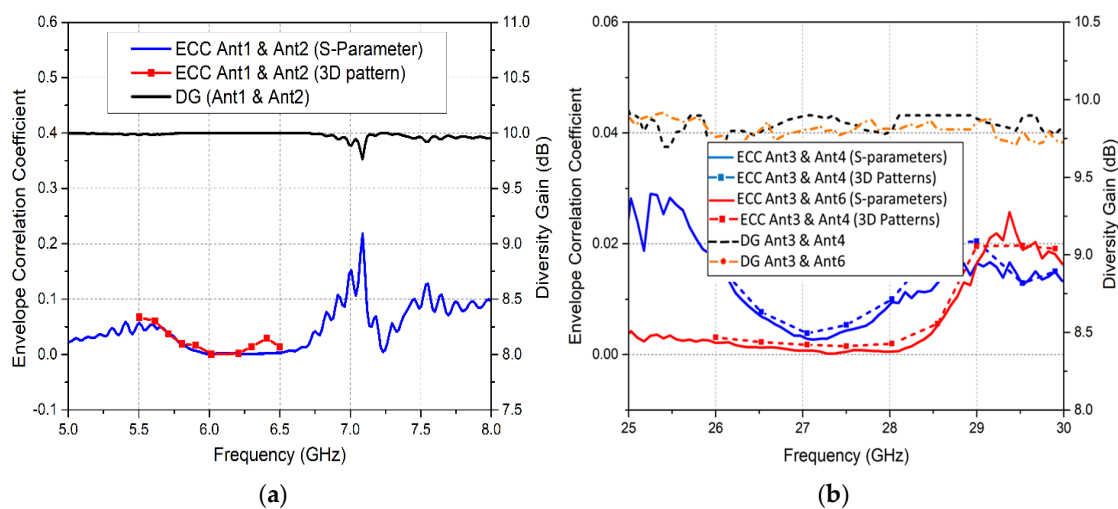 0.6
0.5
0.4
0.3
0.2
0.1
0.0
-0.1
Envelope Correlation Coefficient
ECC Ant1 & Ant2 (S-Parameter)
ECC Ant1 & Ant2 (3D pattern)
DG (Ant1 & Ant2)
11.0
10.5
10.0
9.5
9.0
8.5
8.0
7.5
Diversity Gain (dB)
5.0 5.5 6.0 6.5 7.0 7.5 8.0
Frequency (GHz)
(a)
0.06
0.04
0.02
0.00
Envelope Correlation Coefficient
ECC Ant3 & Ant4 (S-parameters)
ECC Ant3 & Ant4 (3D Patterns)
ECC Ant3 & Ant6 (S-parameters)
ECC Ant3 & Ant4 (3D Patterns)
DG Ant3 & Ant4
DG Ant3 & Ant6
10.5
10.0
9.5
9.0
8.5
8.0
Diversity Gain (dB)
25 26 27 28 29 30
Frequency (GHz)
(b)